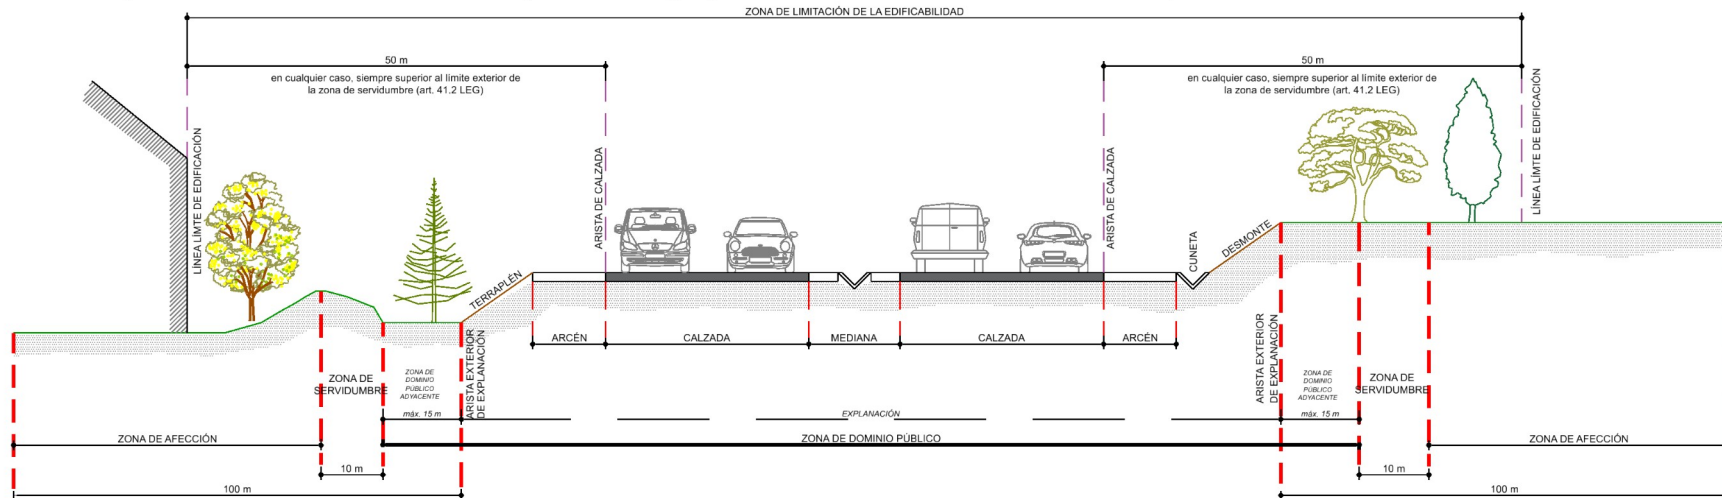 ZONA DE LIMITACIÓN DE LA EDIFICABILIDAD
50 m
en cualquier caso, siempre superior al límite exterior de
la zona de servidumbre (art. 41.2 LEG)
50 m
en cualquier caso, siempre superior al límite exterior de
la zona de servidumbre (art. 41.2 LEG)
LÍNEA LÍMTE DE EDIFICACIÓN
ARISTA DE CALZADA
ARISTA DE CALZADA
LÍNEA LÍMTE DE EDIFICACIÓN
TERRAPLÉN
CUNETA
DESMONTE
ARCÉN
CALZADA
MEDIANA
CALZADA
ARCÉN
ARISTA EXTERIOR
DE EXPLANACIÓN
ARISTA EXTERIOR
DE EXPLANACIÓN
ZONA DE
SERVIDUMBRE
ZONA DE
DOMINIO
PÚBLICO
ADYACENTE
ZONA DE
DOMINIO
PÚBLICO
ADYACENTE
ZONA DE
SERVIDUMBRE
máx. 15 m
EXPLANACIÓN
máx. 15 m
ZONA DE AFECCIÓN
ZONA DE DOMINIO PÚBLICO
ZONA DE AFECCIÓN
10 m
10 m
100 m
100 m